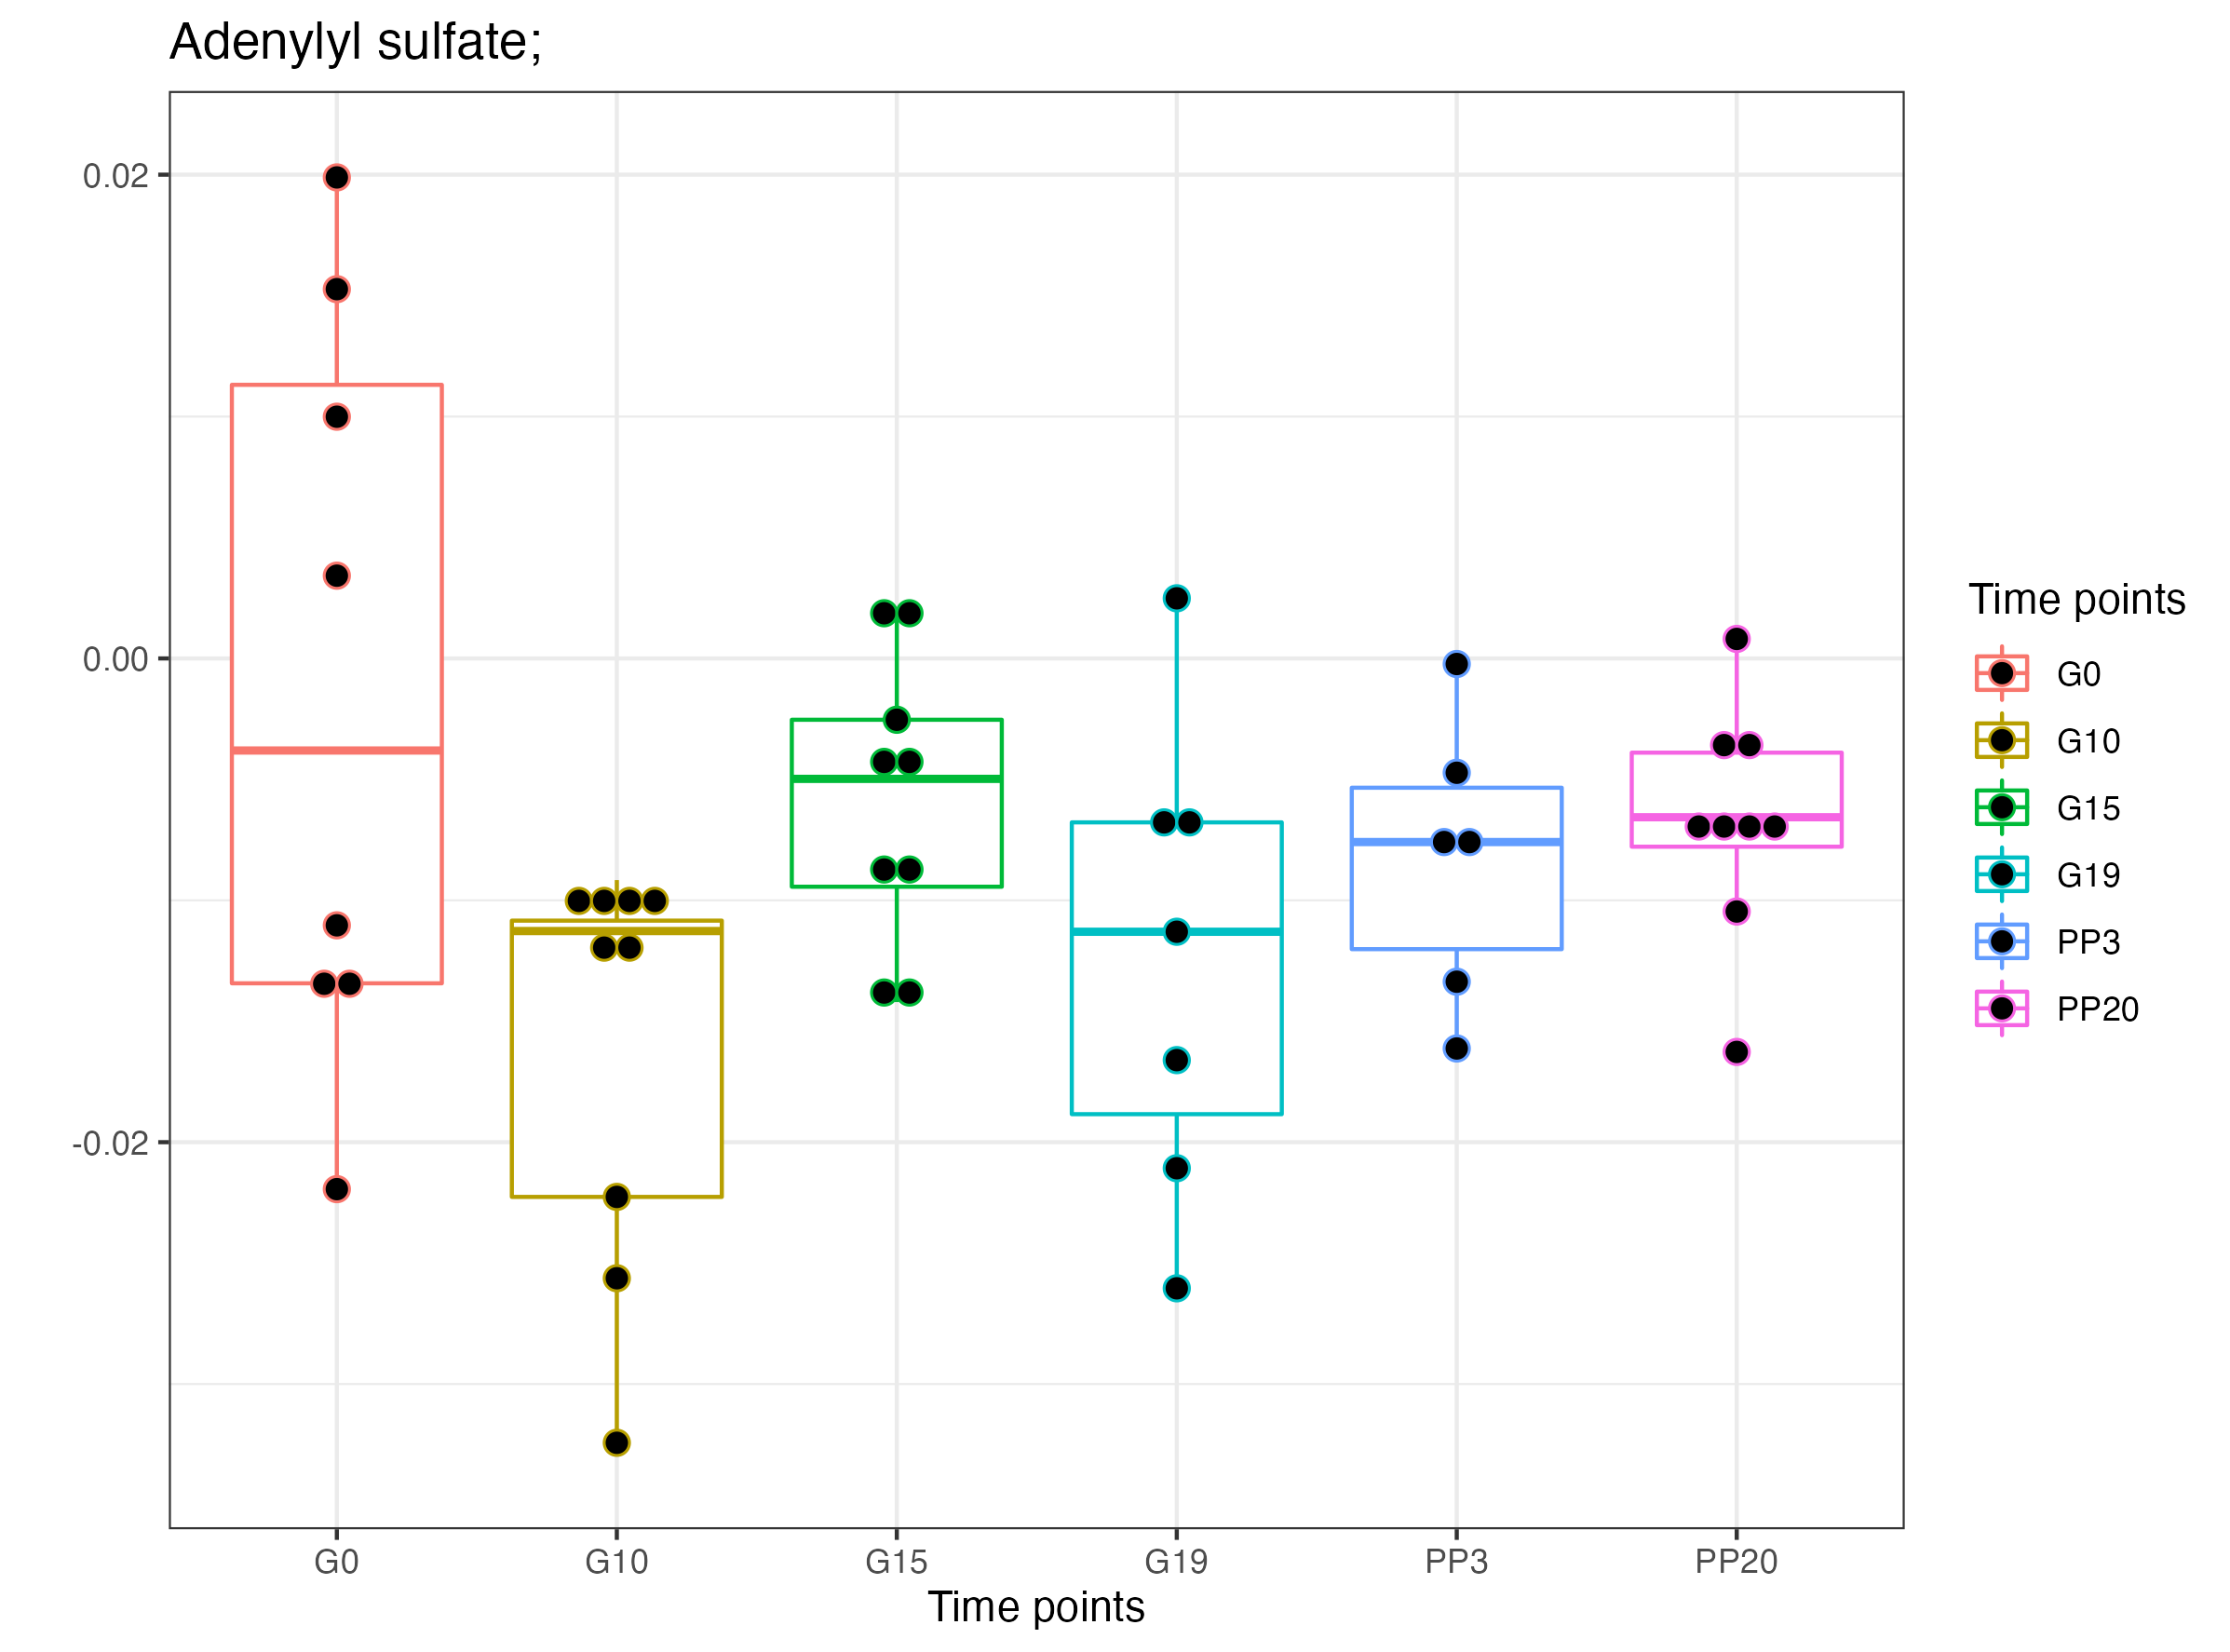 Adenylyl sulfate;
0.02
0.00
-0.02
G0 G10 G15 G19 PP3 PP20
Time points
Time points
G0
G10
G15
G19
PP3
PP20